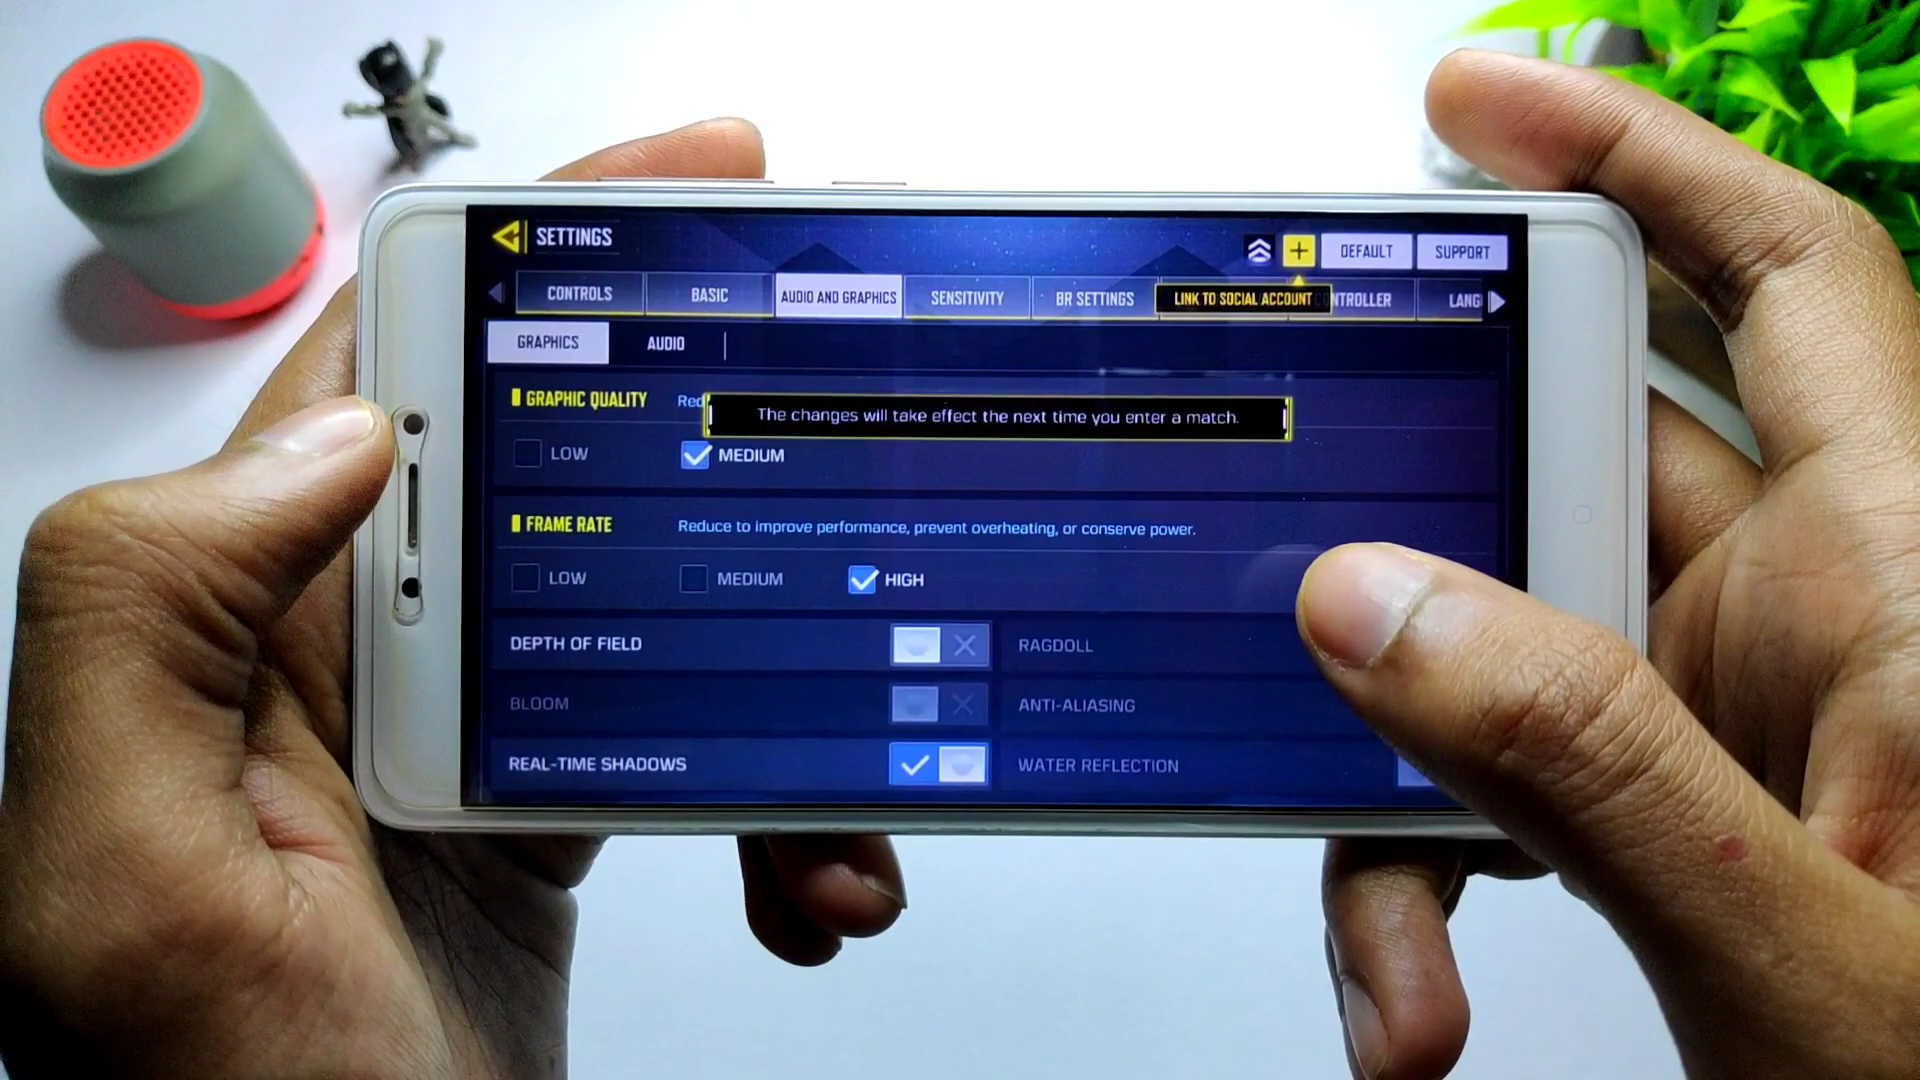 SETTINGS
DEFAULT
SUPPORT
CONTROLS
BASIC
AUDIO AND GRAPHICS
SENSITIVITY
BR SETTINGS
LINK TO SOCIAL ACCOUNT
NTROLLER
LANG
GRAPHICS
AUDIO
GRAPHIC QUALITY
Red
The changes will take effect the next time you enter a match.
LOW
MEDIUM
FRAME RATE
Reduce to improve performance, prevent overheating, or conserve power.
LOW
MEDIUM
HIGH
DEPTH OF FIELD
RAGDOLL
BLOOM
ANTI-ALIASING
REAL-TIME SHADOWS
WATER REFLECTION